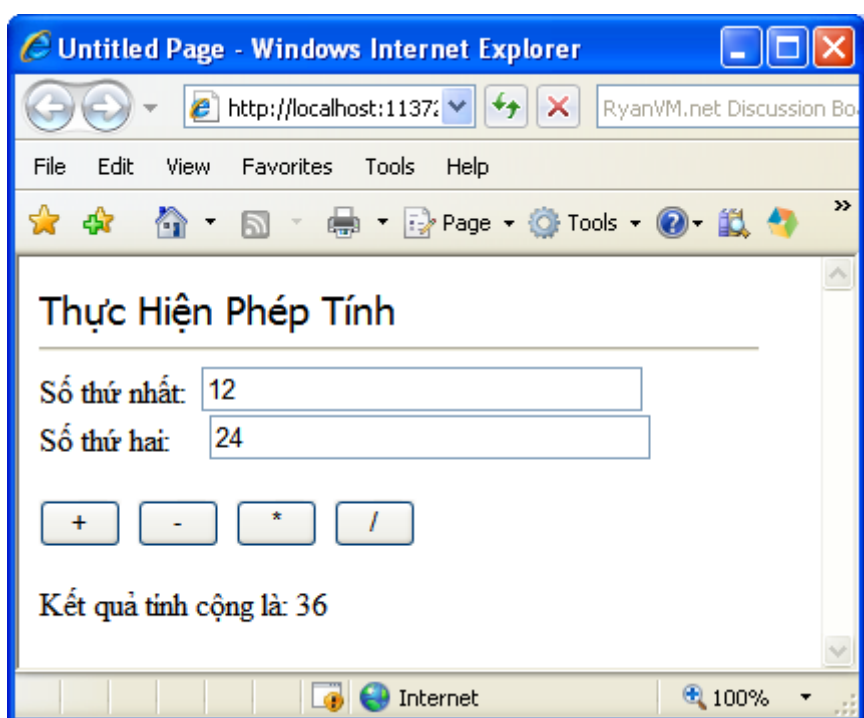 Untitled Page - Windows Internet Explorer
http://localhost:1137
RyanVM.net Discussion Bo
File Edit View Favorites Tools Help
Page Tools
Thực Hiện Phép Tính
Số thứ nhất: 12
Số thứ hai: 24
+ - * /
Kết quả tính cộng là: 36
Internet 100%